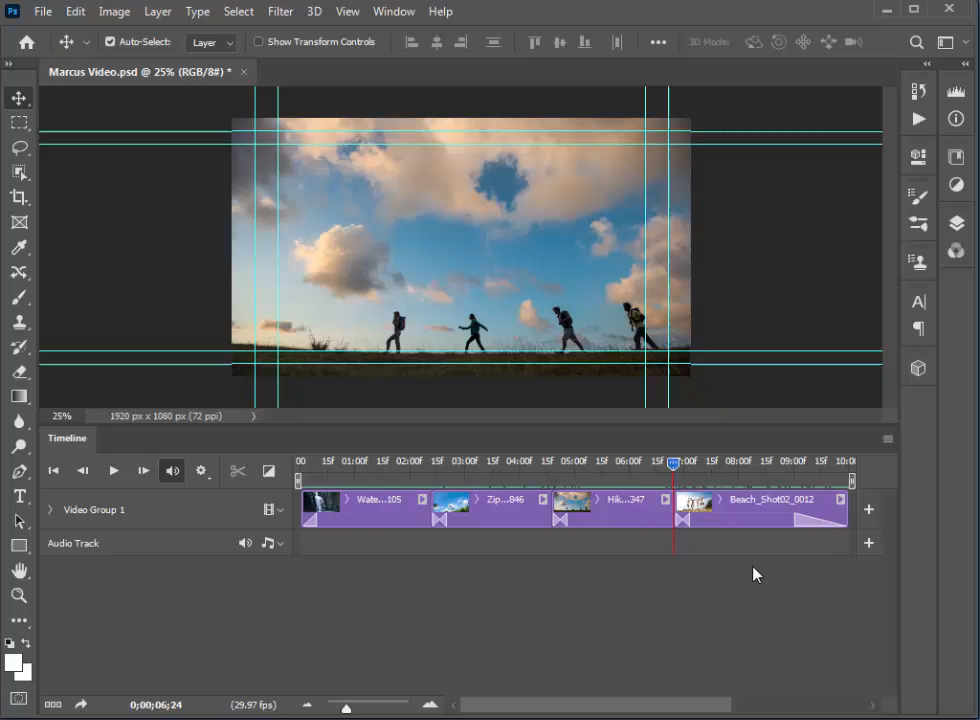 Ps File Edit Image Layer Type Select Filter 3D View Window Help
Auto-Select: Layer Show Transform Controls 3D Mode:
Marcus Video.psd @ 25% (RGB/8#) *
25% 1920 px x 1080 px (72 ppi)
Timeline
00 15f 01:00f 15f 02:00f 15f 03:00f 15f 04:00f 15f 05:00f 15f 06:00f 15f 7:00f 15f 08:00f 15f 09:00f 15f 10:0
Video Group 1 Wate...105 Zip...846 Hik...347 Beach_Shot02_0012
Audio Track
0;00;06;24 (29.97 fps)